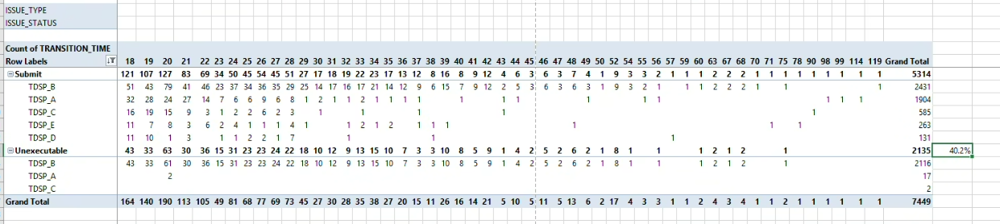 ISSUE_TYPE
ISSUE_STATUS
Count of TRANSITION_TIME
Row Labels 18 19 20 21 22 23 24 25 26 27 28 29 30 31 32 33 34 35 36 37 38 39 40 41 42 43 44 45 46 47 48 49 50 52 54 55 56 57 59 60 63 67 68 70 71 75 78 90 98 99 114 119 Grand Total
Submit 121 107 127 83 69 34 50 45 54 45 51 27 17 18 19 22 23 17 13 12 8 16 8 9 12 4 6 3 6 3 7 4 1 9 3 3 2 1 1 1 2 2 2 1 1 1 1 1 1 1 1 1 5314
TDSP_B 51 43 79 41 46 23 37 34 36 35 29 25 14 17 16 17 21 14 12 9 6 15 7 9 12 2 5 3 6 3 6 3 1 9 3 2 1 1 1 2 2 2 1 1 1 2431
TDSP_A 32 28 24 27 14 7 6 6 9 6 8 1 2 1 1 2 1 1 1 1 1 1 1 1 1 1 1 1 1 1904
TDSP_C 16 19 15 9 3 1 2 2 6 2 3 1 1 1 1 1 585
TDSP_E 11 7 8 3 6 2 4 1 1 1 4 1 1 2 1 2 1 1 1 1 1 1 263
TDSP_D 11 10 1 3 1 1 2 2 1 7 1 1 1 131
Unexecutable 43 33 63 30 36 15 31 23 23 24 22 18 10 12 9 13 15 10 7 3 3 10 8 5 9 1 4 2 5 2 6 2 1 8 1 1 1 2 1 2 1 2135 40.2%
TDSP_B 43 33 61 30 36 15 31 23 23 24 22 18 10 12 9 13 15 10 7 3 3 10 8 5 9 1 4 2 5 2 6 2 1 8 1 1 1 2 1 2 1 2116
TDSP_A 2 17
TDSP_C 2
Grand Total 164 140 190 113 105 49 81 68 77 69 73 45 27 30 28 35 38 27 20 15 11 26 16 14 21 5 10 5 11 5 13 6 2 17 4 3 3 1 1 2 4 3 4 1 1 2 1 1 1 1 1 1 7449